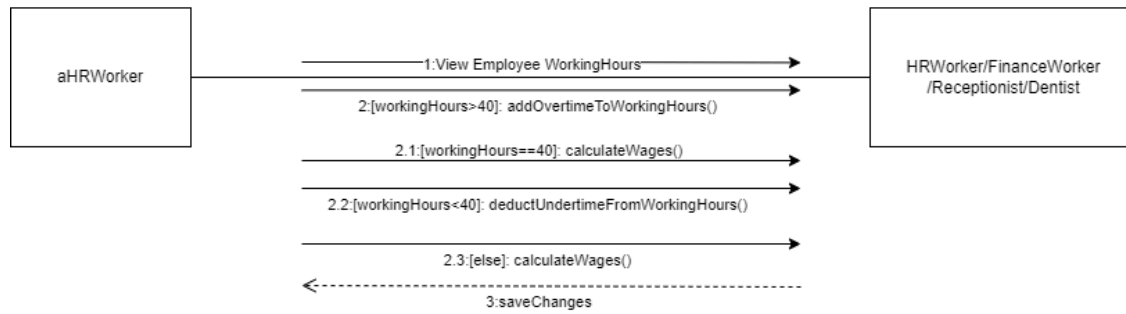 aHRWorker
1:View Employee WorkingHours
HRWorker/FinanceWorker
/Receptionist/Dentist
2:[workingHours>40]: addOvertimeToWorkingHours()
2.1:[workingHours==40]: calculateWages()
2.2:[workingHours<40]: deductUndertimeFromWorkingHours()
2.3:[else]: calculateWages()
3:saveChanges